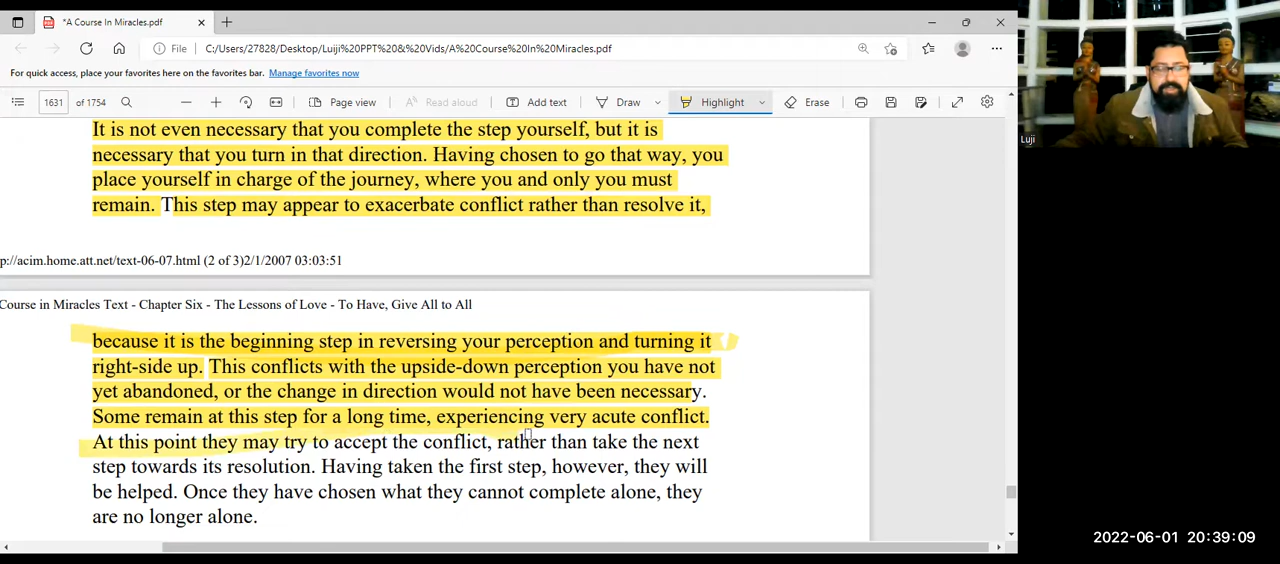 *A Course In Miracles.pdf
File
C:/Users/27828/Desktop/Luiji%20PPT%20&%20Vids/A%20Course%20In%20Miracles.pdf
For quick access, place your favorites here on the favorites bar. Manage favorites now
1631 of 1754
Page view
Read aloud
Add text
Draw
Highlight
Erase
It is not even necessary that you complete the step yourself, but it is
necessary that you turn in that direction. Having chosen to go that way, you
place yourself in charge of the journey, where you and only you must
remain. This step may appear to exacerbate conflict rather than resolve it,
p://acim.home.att.net/text-06-07.html (2 of 3)2/1/2007 03:03:51
Course in Miracles Text - Chapter Six - The Lessons of Love - To Have, Give All to All
because it is the beginning step in reversing your perception and turning it
right-side up. This conflicts with the upside-down perception you have not
yet abandoned, or the change in direction would not have been necessary.
Some remain at this step for a long time, experiencing very acute conflict.
At this point they may try to accept the conflict, rather than take the next
step towards its resolution. Having taken the first step, however, they will
be helped. Once they have chosen what they cannot complete alone, they
are no longer alone.
Luji
2022-06-01 20:39:09